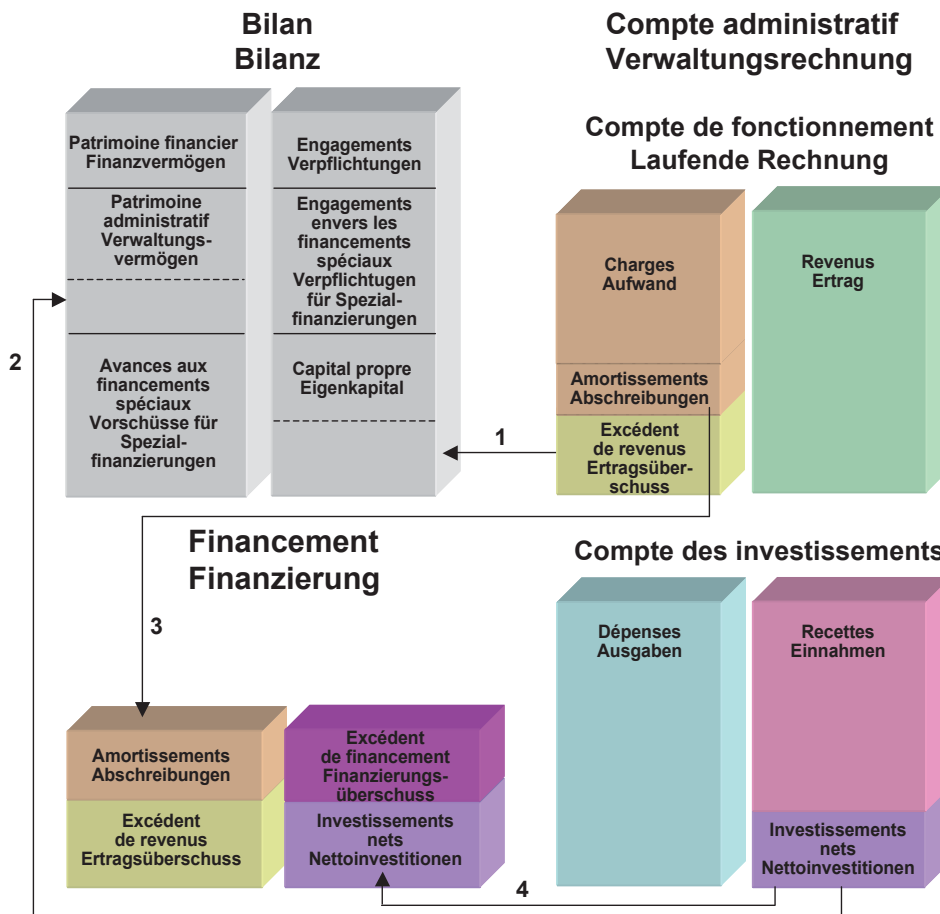 Bilan
Bilanz
Patrimoine financier
Finanzvermögen
Patrimoine
administratif
Verwaltungs-
vermögen
Avances aux
financements
spéciaux
Vorschüsse für
Spezial-
finanzierungen
Engagements
Verpflichtungen
Engagements
envers les
financements
spéciaux
Verpflichtugen
für Spezial-
finanzierungen
Capital propre
Eigenkapital
Compte administratif
Verwaltungsrechnung
Compte de fonctionnement
Laufende Rechnung
Charges
Aufwand
Amortissements
Abschreibungen
Excédent
de revenus
Ertragsüber-
schuss
Revenus
Ertrag
1
2
Financement
Finanzierung
3
Amortissements
Abschreibungen
Excédent
de revenus
Ertragsüberschuss
Excédent
de financement
Finanzierungs-
überschuss
Investissements
nets
Nettoinvestitionen
Compte des investissements
Dépenses
Ausgaben
Recettes
Einnahmen
Investissements
nets
Nettoinvestitionen
4